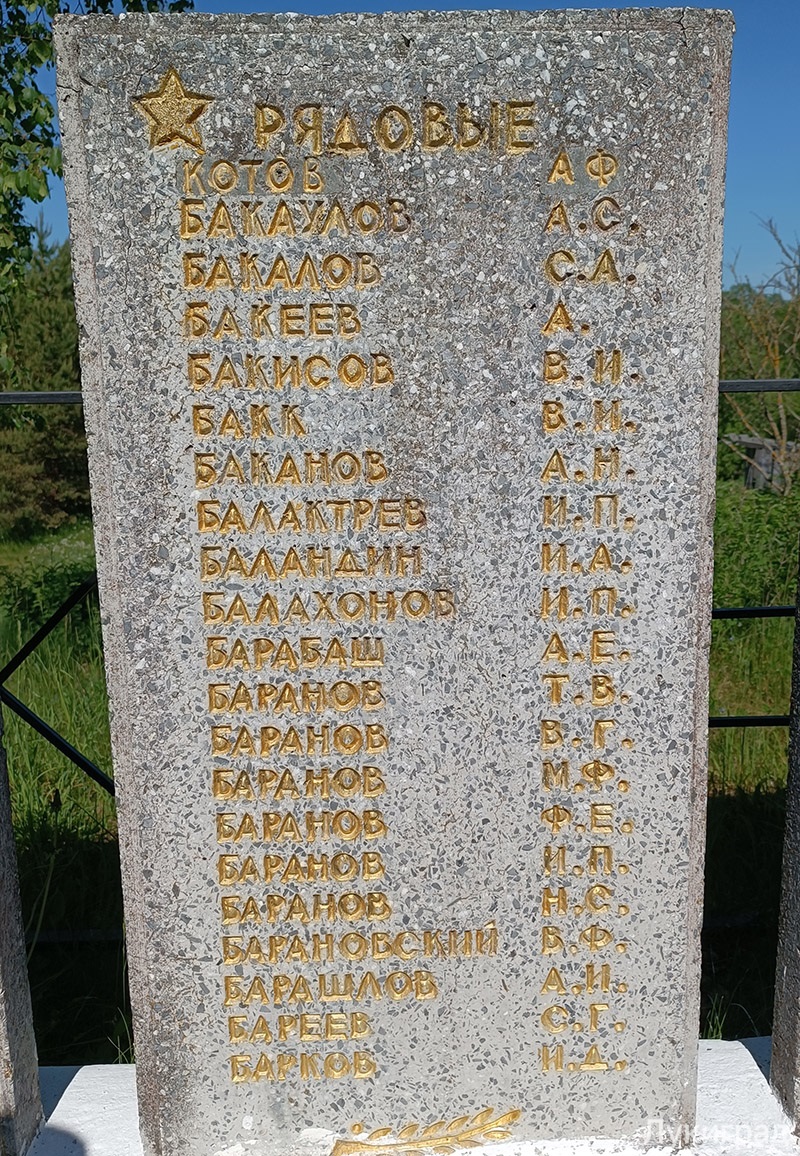 РЯДОВЫЕ
КОТОВ АФ
БАКАУЛОВ А.С.
БАКАЛОВ С.А.
БАКЕЕВ А.
БАКИСОВ В.И.
БАКК В.И.
БАКАНОВ А.Н.
БАЛАКТРЕВ И.П.
БАЛАНДИН И.А.
БАЛАХОНОВ И.П.
БАРАБАШ А.Е.
БАРАНОВ Т.В.
БАРАНОВ В.Г.
БАРАНОВ М.Ф.
БАРАНОВ Ф.Е.
БАРАНОВ И.П.
БАРАНОВ Н.С.
БАРАНОВСКИЙ В.Ф.
БАРАШЛОВ А.И.
БАРЕЕВ С.Г.
БАРКОВ И.Д.